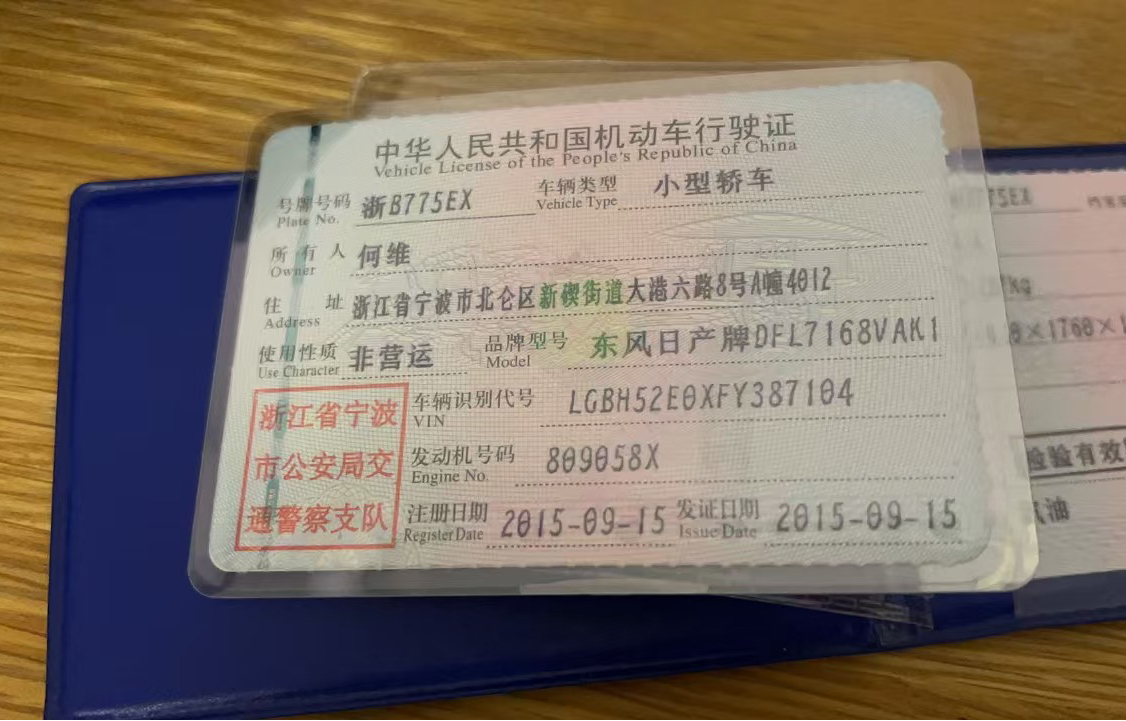 中华人民共和国机动车行驶证
Vehicle License of the People's Republic of China
号牌号码 浙B775EX 车辆类型 小型轿车
Plate No. Vehicle Type
所有人 何维
Owner
住址 浙江省宁波市北仑区新碶街道大港六路8号A幢4012
Address
使用性质 非营运 品牌型号 东风日产牌DFL7168VAK1
Use Character Model
浙江省宁波
市公安局交
通警察支队
车辆识别代号 LGBH52E0XFY387104
VIN
发动机号码 809058X
Engine No.
注册日期 2015-09-15 发证日期 2015-09-15
Register Date Issue Date
75EX
×1760×1
检验有效
油